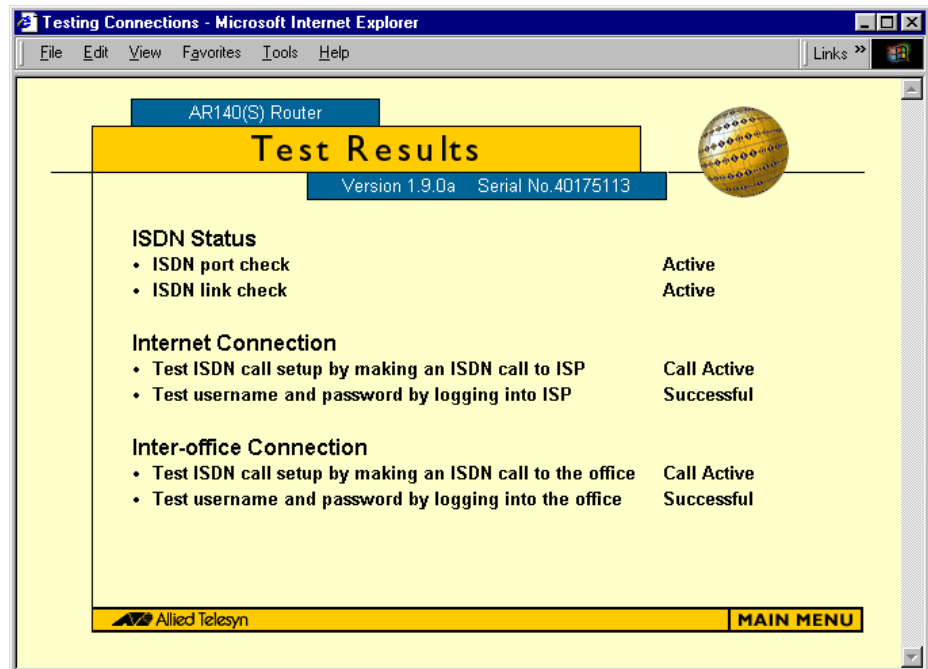 Testing Connections - Microsoft Internet Explorer
File Edit View Favorites Tools Help Links »
AR140(S) Router
Test Results
Version 1.9.0a Serial No.40175113
ISDN Status
• ISDN port check Active
• ISDN link check Active
Internet Connection
• Test ISDN call setup by making an ISDN call to ISP Call Active
• Test username and password by logging into ISP Successful
Inter-office Connection
• Test ISDN call setup by making an ISDN call to the office Call Active
• Test username and password by logging into the office Successful
Allied Telesyn MAIN MENU